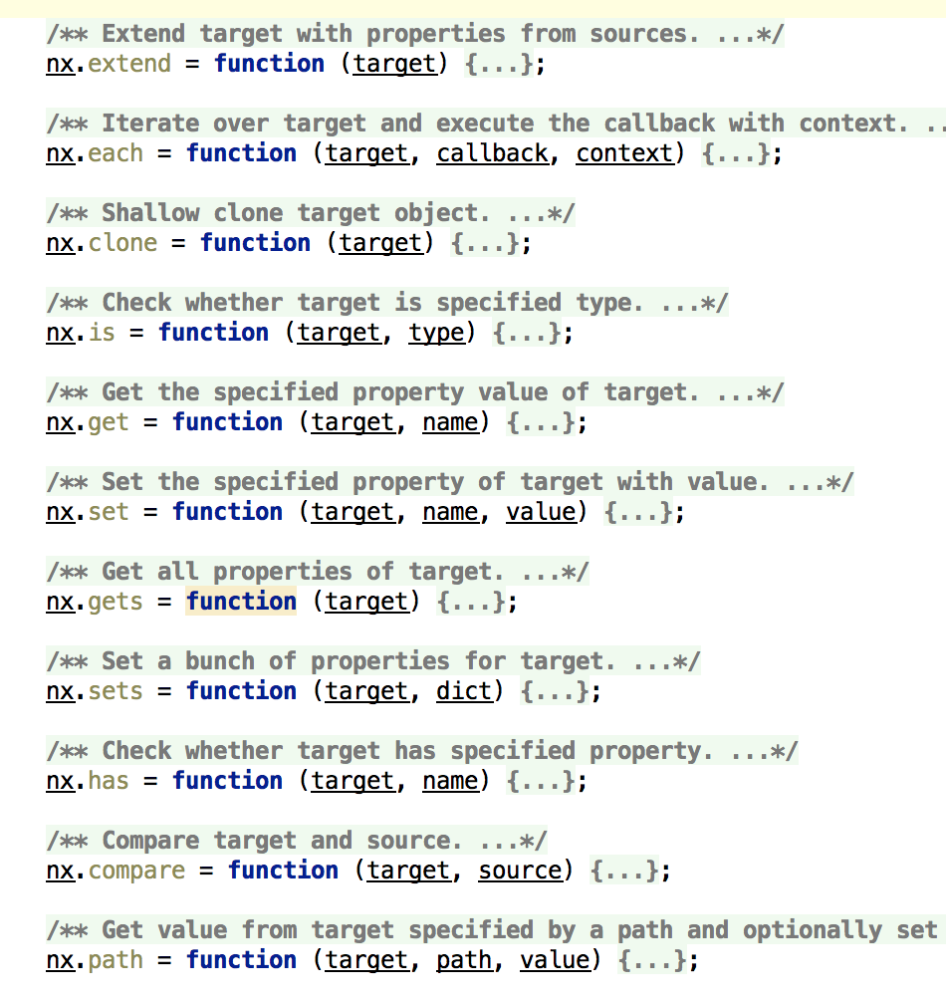 /** Extend target with properties from sources. ...*/
nx.extend = function (target) {...};
/** Iterate over target and execute the callback with context. ..
nx.each = function (target, callback, context) {...};
/** Shallow clone target object. ...*/
nx.clone = function (target) {...};
/** Check whether target is specified type. ...*/
nx.is = function (target, type) {...};
/** Get the specified property value of target. ...*/
nx.get = function (target, name) {...};
/** Set the specified property of target with value. ...*/
nx.set = function (target, name, value) {...};
/** Get all properties of target. ...*/
nx.gets = function (target) {...};
/** Set a bunch of properties for target. ...*/
nx.sets = function (target, dict) {...};
/** Check whether target has specified property. ...*/
nx.has = function (target, name) {...};
/** Compare target and source. ...*/
nx.compare = function (target, source) {...};
/** Get value from target specified by a path and optionally set
nx.path = function (target, path, value) {...};